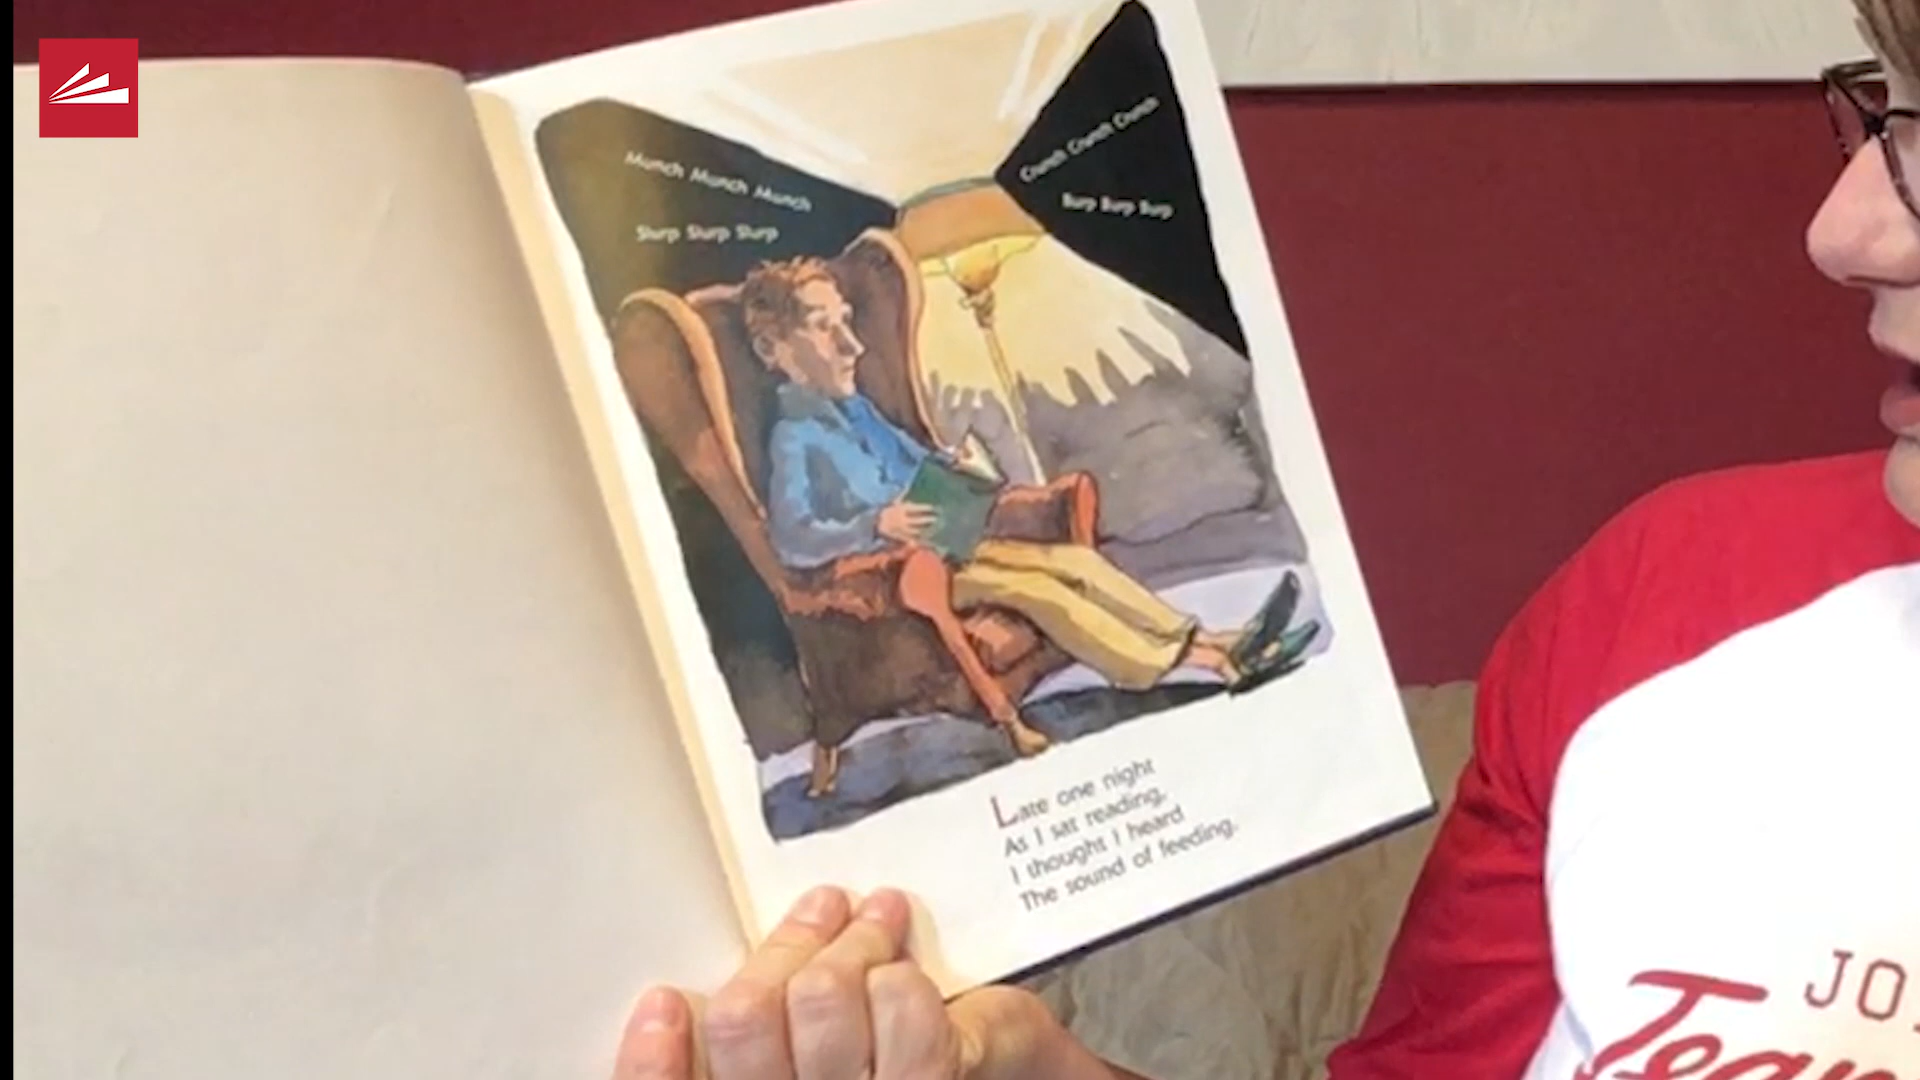 Munch Munch Munch
Slurp Slurp Slurp
Crunch Crunch Crunch
Burp Burp Burp
Late one night
As I sat reading,
I thought I heard
The sound of feeding.